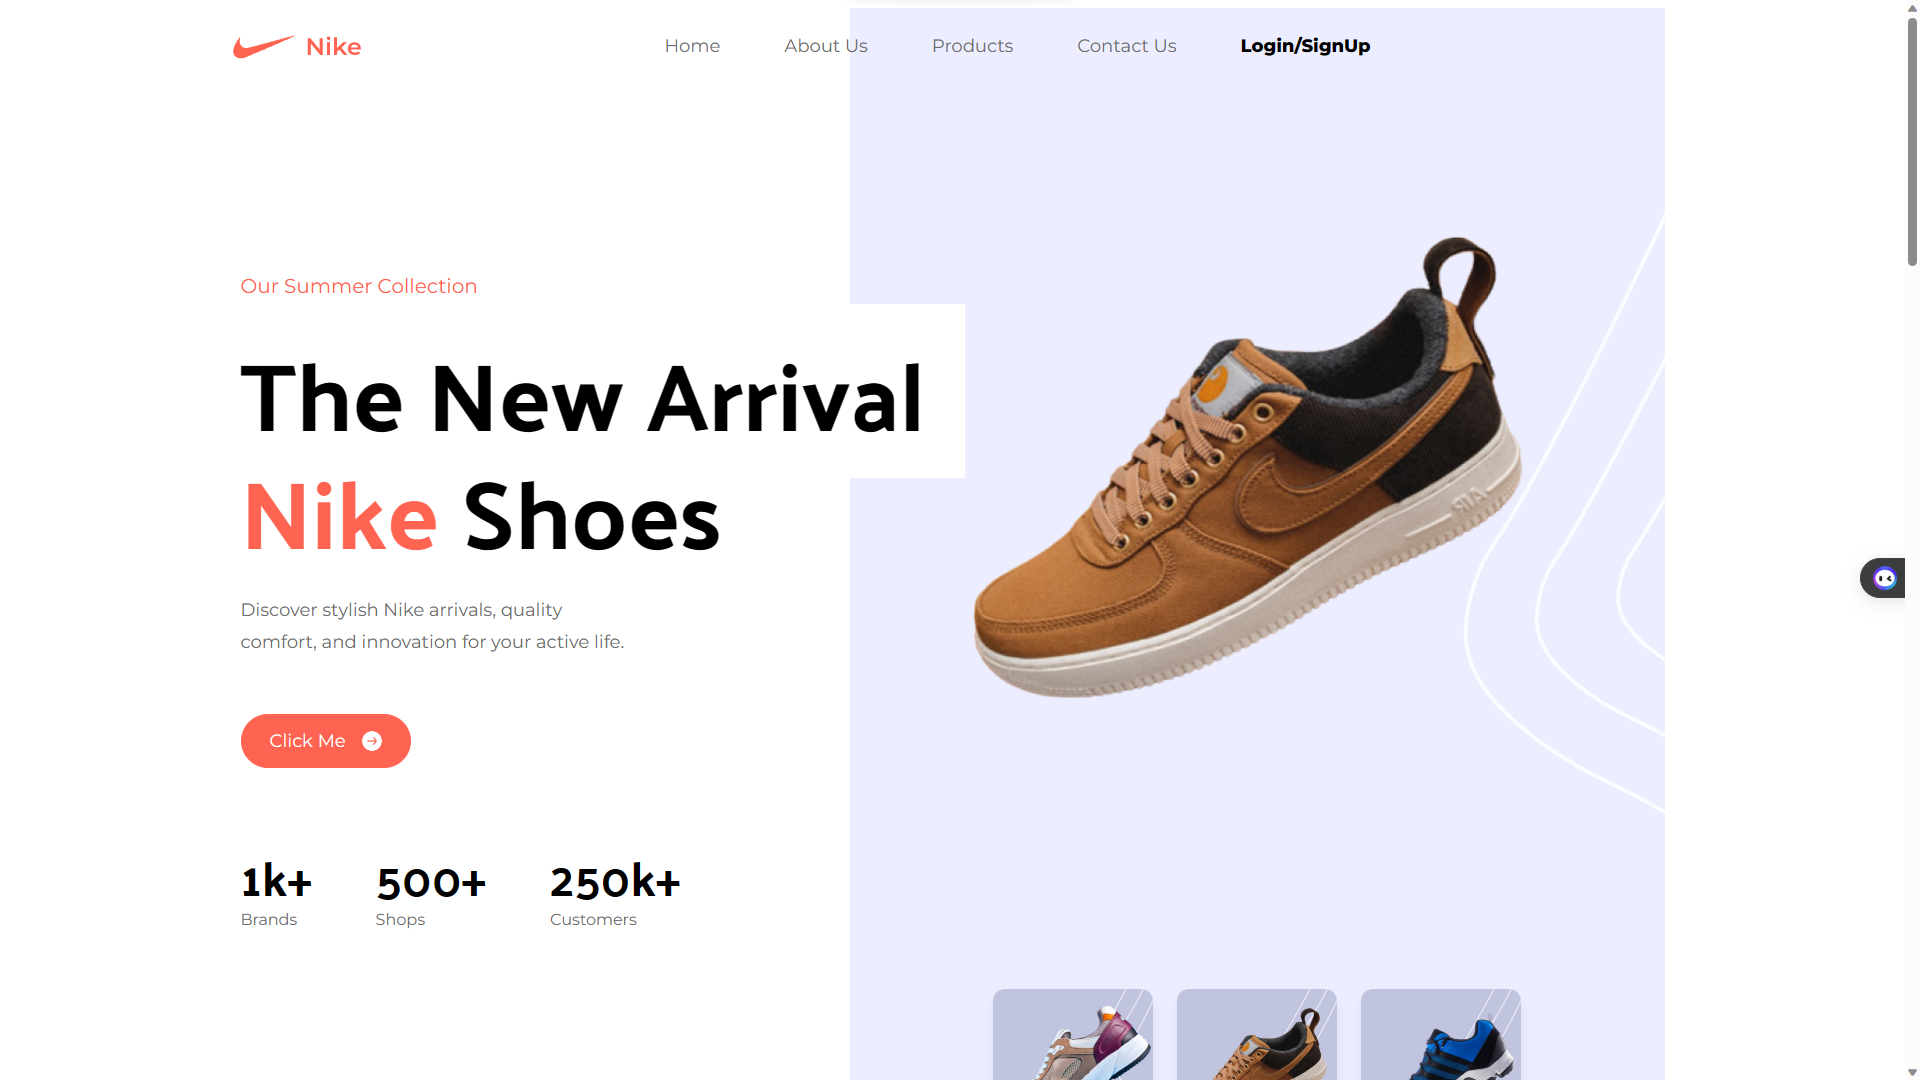 Nike
Home
About Us
Products
Contact Us
Login/SignUp
Our Summer Collection
The New Arrival
Nike Shoes
Discover stylish Nike arrivals, quality
comfort, and innovation for your active life.
Click Me
1k+
500+
250k+
Brands
Shops
Customers
AIR